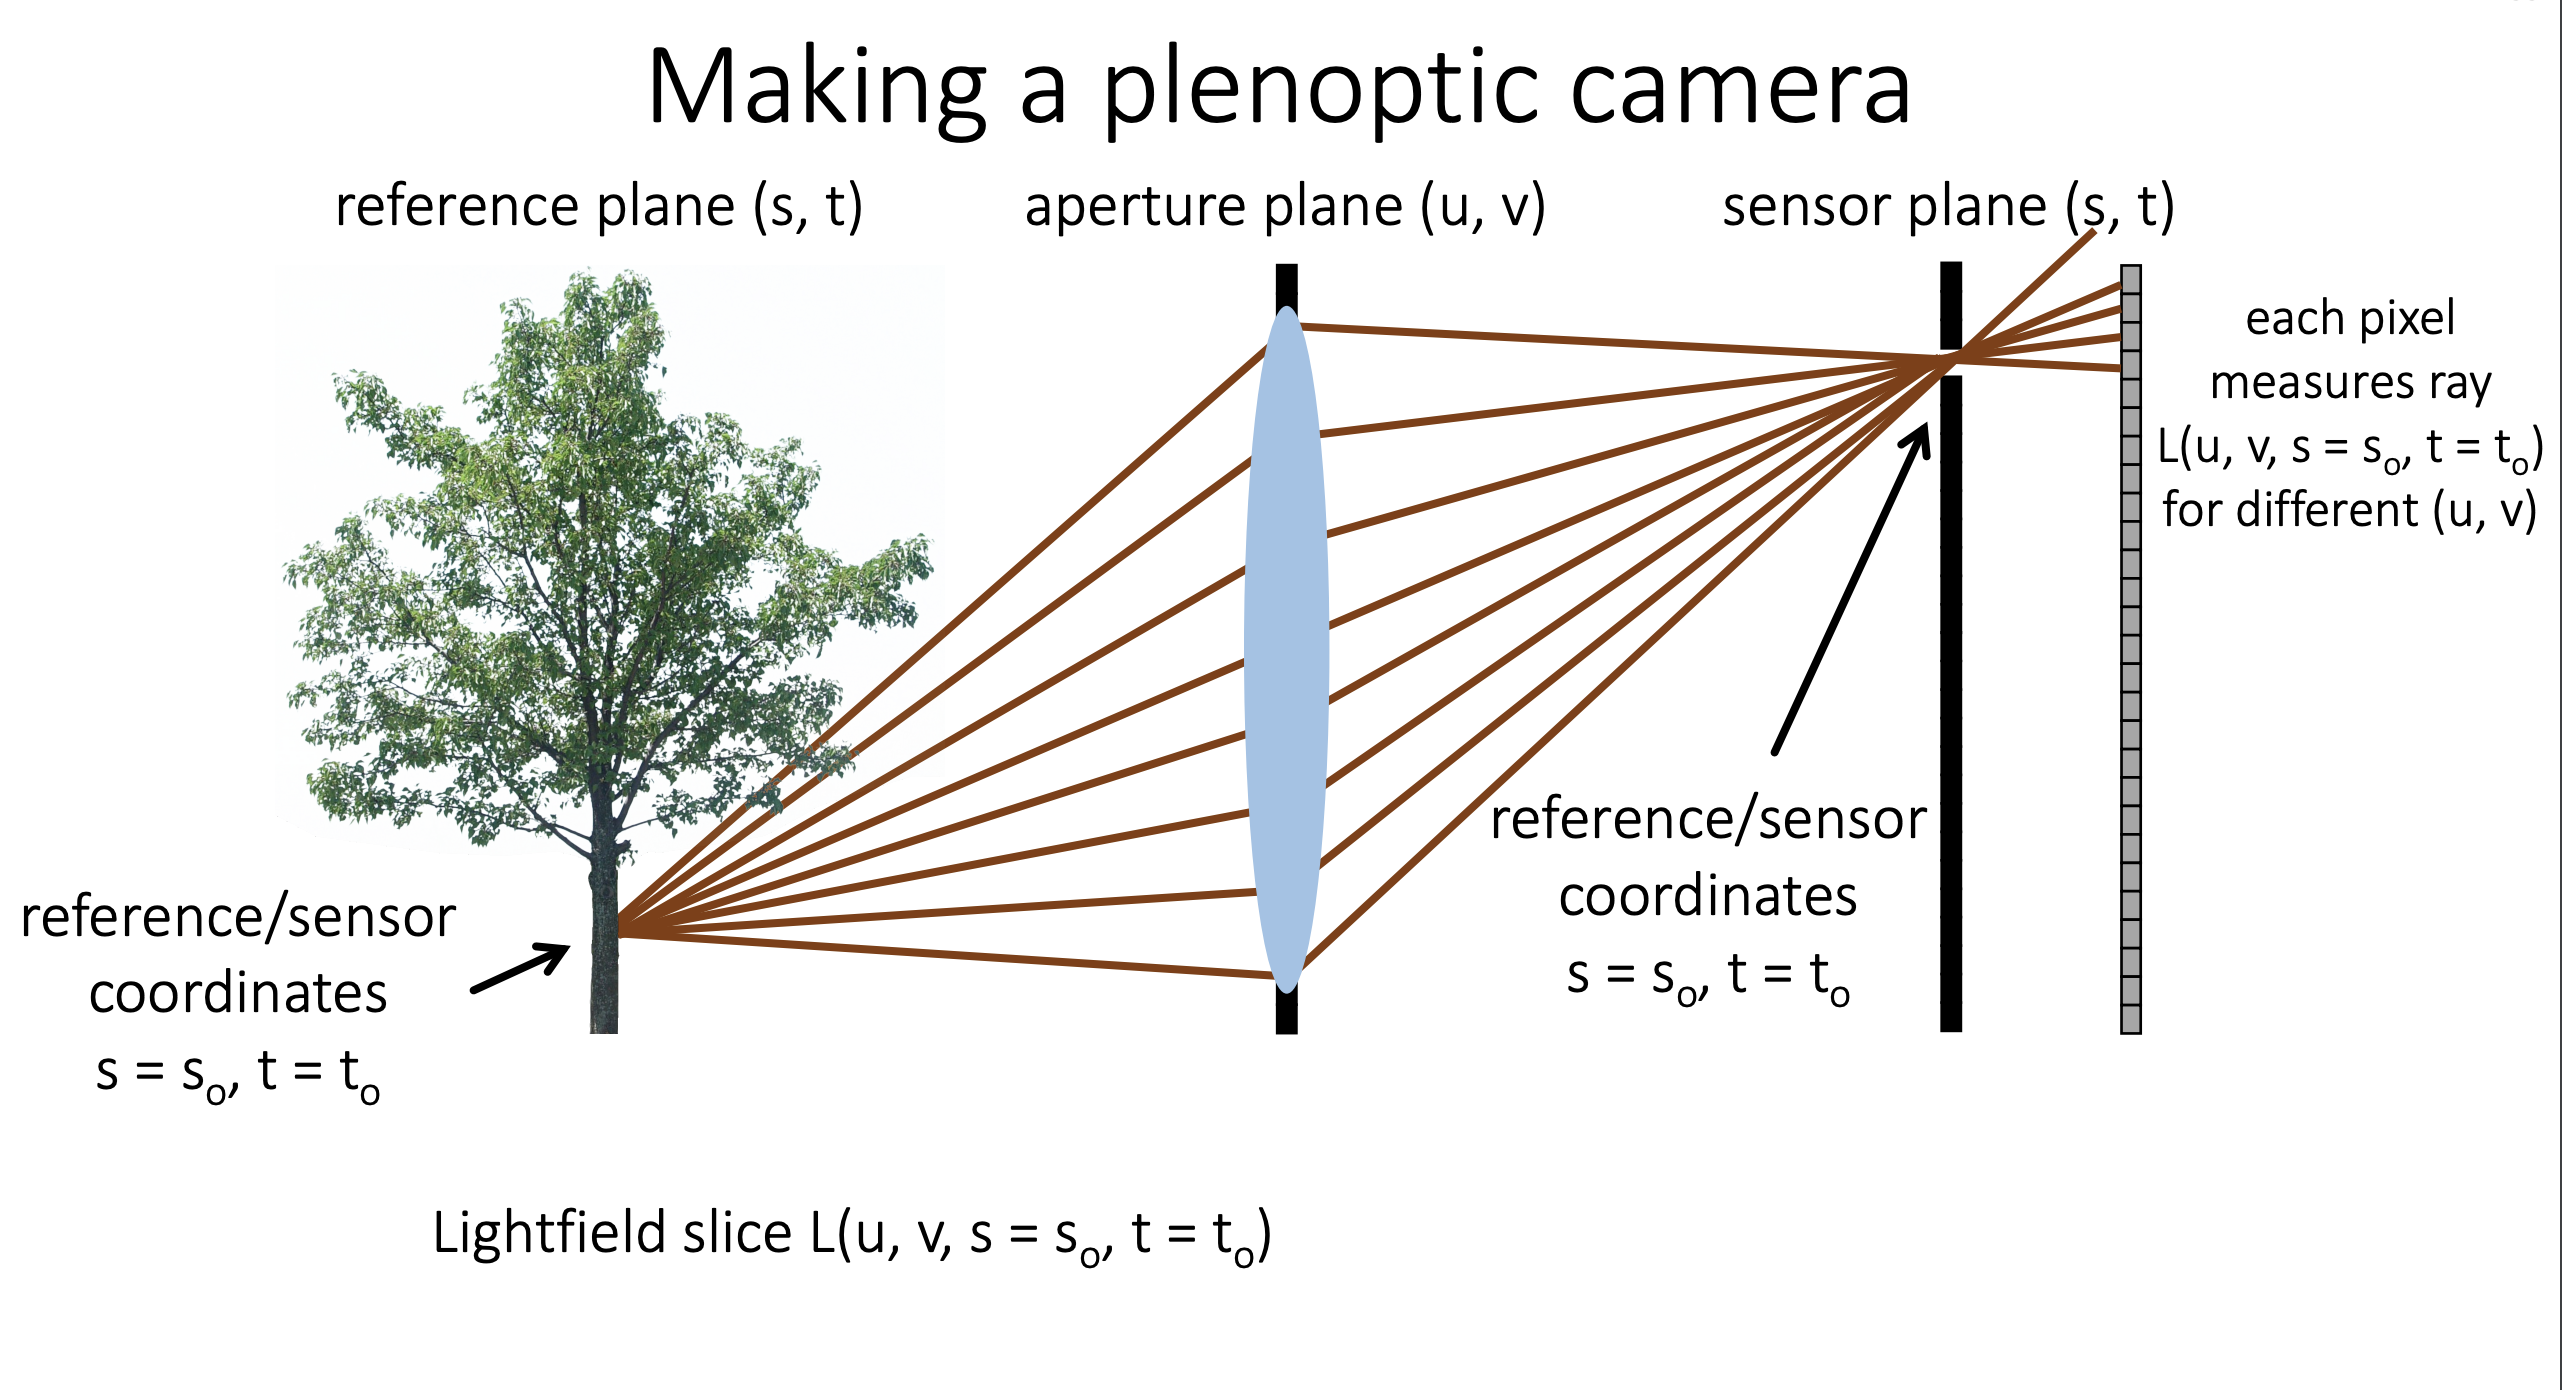 Making a plenoptic camera
reference plane (s, t)
aperture plane (u, v)
sensor plane (s, t)
each pixel
measures ray
L(u, v, s = sₒ, t = tₒ)
for different (u, v)
reference/sensor
coordinates
s = sₒ, t = tₒ
reference/sensor
coordinates
s = sₒ, t = tₒ
Lightfield slice L(u, v, s = sₒ, t = tₒ)